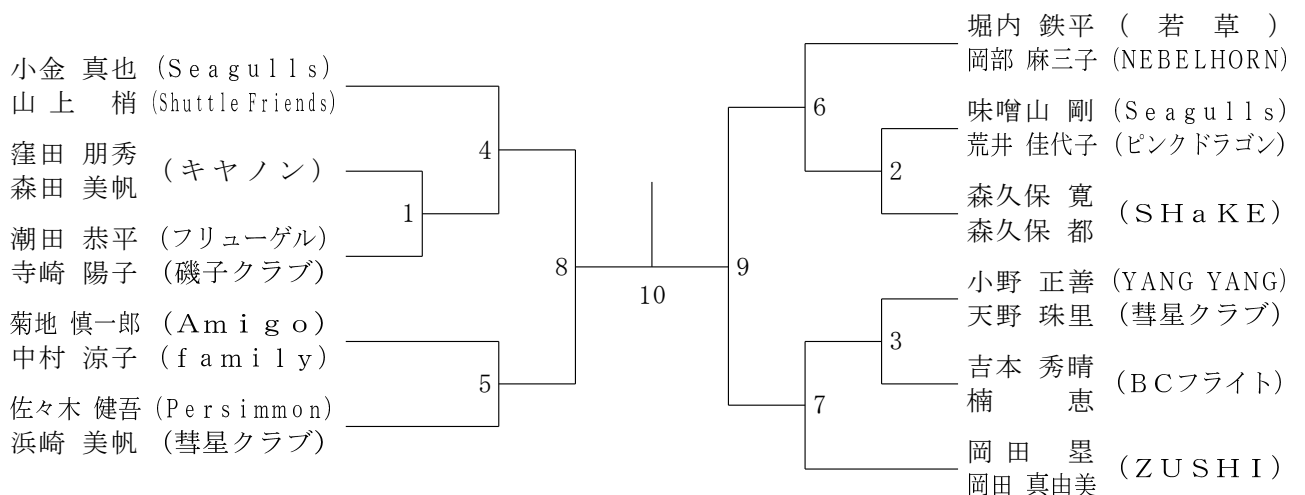 小金 真也 (Seagulls)
山上 梢 (Shuttle Friends)
窪田 朋秀
森田 美帆
(キヤノン)
潮田 恭平 (フリューゲル)
寺崎 陽子 (磯子クラブ)
菊地 慎一郎 (Amigo)
中村 涼子 (family)
佐々木 健吾 (Persimmon)
浜崎 美帆 (彗星クラブ)
4
1
8
5
10
堀内 鉄平 (若草)
岡部 麻三子 (NEBELHORN)
味噌山 剛 (Seagulls)
荒井 佳代子 (ピンクドラゴン)
森久保 寛
森久保 都
(SHaKE)
小野 正善 (YANG YANG)
天野 珠里 (彗星クラブ)
吉本 秀晴
楠 恵
(BCフライト)
岡田 塁
岡田 真由美
(ZUSHI)
6
2
9
3
7